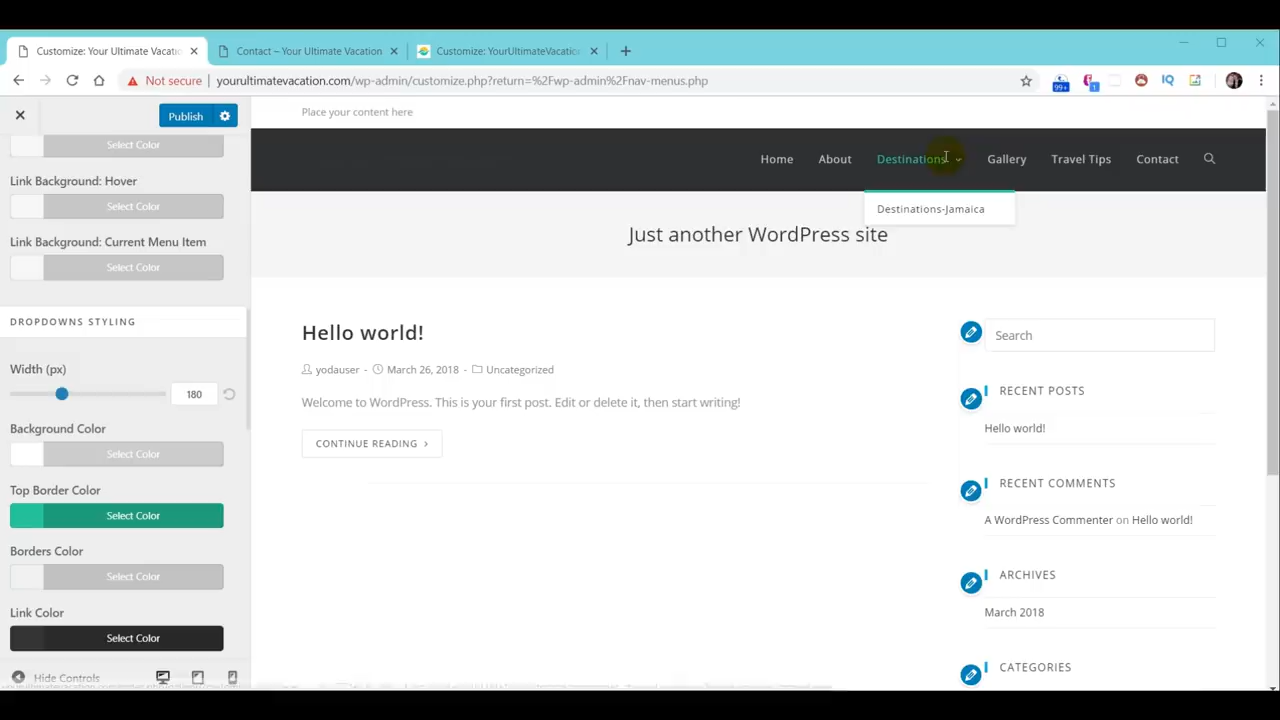 Customize: Your Ultimate Vacatio
Contact – Your Ultimate Vacation
Customize: YourUltimateVacatio
Not secure
yourultimatevacation.com/wp-admin/customize.php?return=%2Fwp-admin%2Fnav-menus.php
99+
1
IQ
Publish
Select Color
Link Background: Hover
Select Color
Link Background: Current Menu Item
Select Color
DROPDOWNS STYLING
Width (px)
180
Background Color
Select Color
Top Border Color
Select Color
Borders Color
Select Color
Link Color
Select Color
Hide Controls
Place your content here
Home
About
Destinations
Gallery
Travel Tips
Contact
Destinations-Jamaica
Just another WordPress site
Hello world!
yodauser - March 26, 2018 - Uncategorized
Welcome to WordPress. This is your first post. Edit or delete it, then start writing!
CONTINUE READING
Search
RECENT POSTS
Hello world!
RECENT COMMENTS
A WordPress Commenter on Hello world!
ARCHIVES
March 2018
CATEGORIES